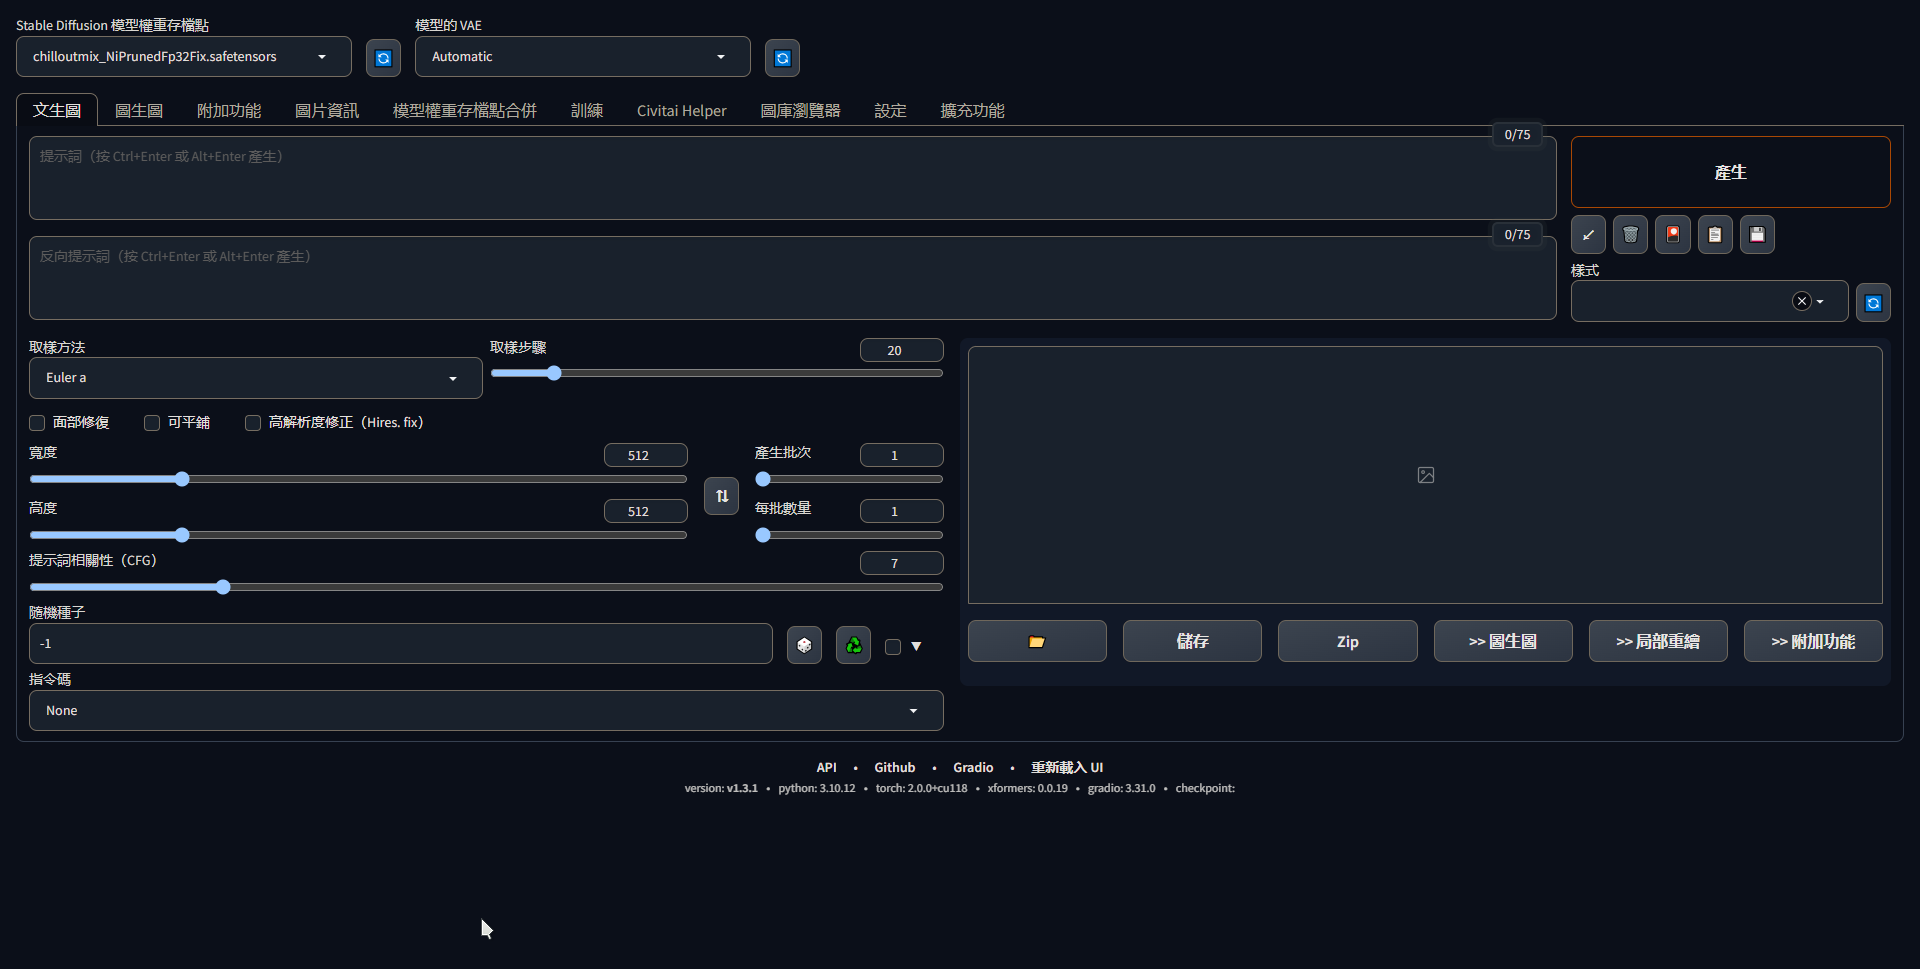 Stable Diffusion 模型權重存檔點
模型的 VAE
chilloutmix_NiPrunedFp32Fix.safetensors
Automatic
文生圖 圖生圖 附加功能 圖片資訊 模型權重存檔點合併 訓練 Civitai Helper 圖庫瀏覽器 設定 擴充功能
0/75
提示詞（按 Ctrl+Enter 或 Alt+Enter 產生）
產生
0/75
反向提示詞（按 Ctrl+Enter 或 Alt+Enter 產生）
樣式
取樣方法
取樣步驟
20
Euler a
面部修復 可平鋪 高解析度修正（Hires. fix）
寬度
512
產生批次
1
高度
512
每批數量
1
提示詞相關性（CFG）
7
隨機種子
-1
指令碼
None
儲存
Zip
>> 圖生圖
>> 局部重繪
>> 附加功能
API • Github • Gradio • 重新載入 UI
version: v1.3.1 • python: 3.10.12 • torch: 2.0.0+cu118 • xformers: 0.0.19 • gradio: 3.31.0 • checkpoint: